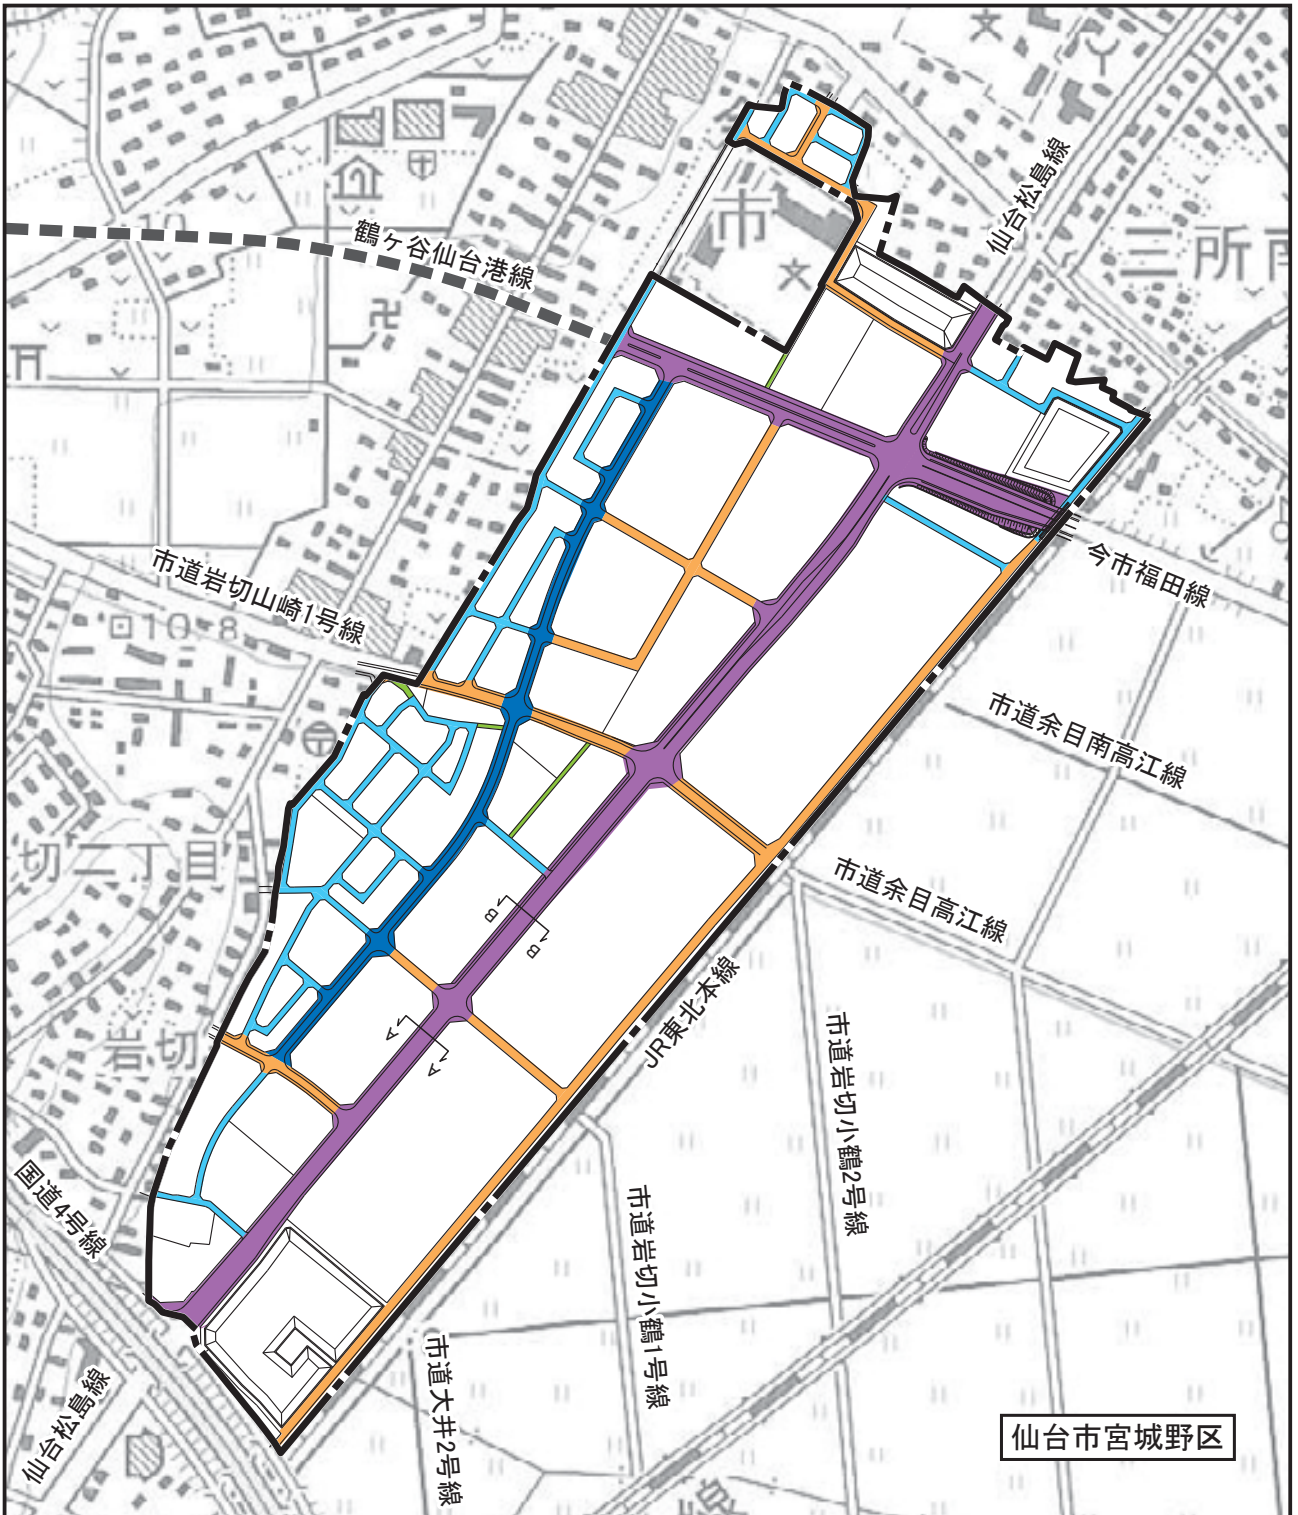 仙台松島線
市
三所南
10
鶴ヶ谷仙台港線
市道岩切山崎1号線
今市福田線
10・8
市道余目南高江線
切二丁目
市道余目高江線
B
B
JR東北本線
A
A
岩切
市道岩切小鶴2号線
国道4号線
市道岩切小鶴1号線
市道大井2号線
仙台松島線
仙台市宮城野区